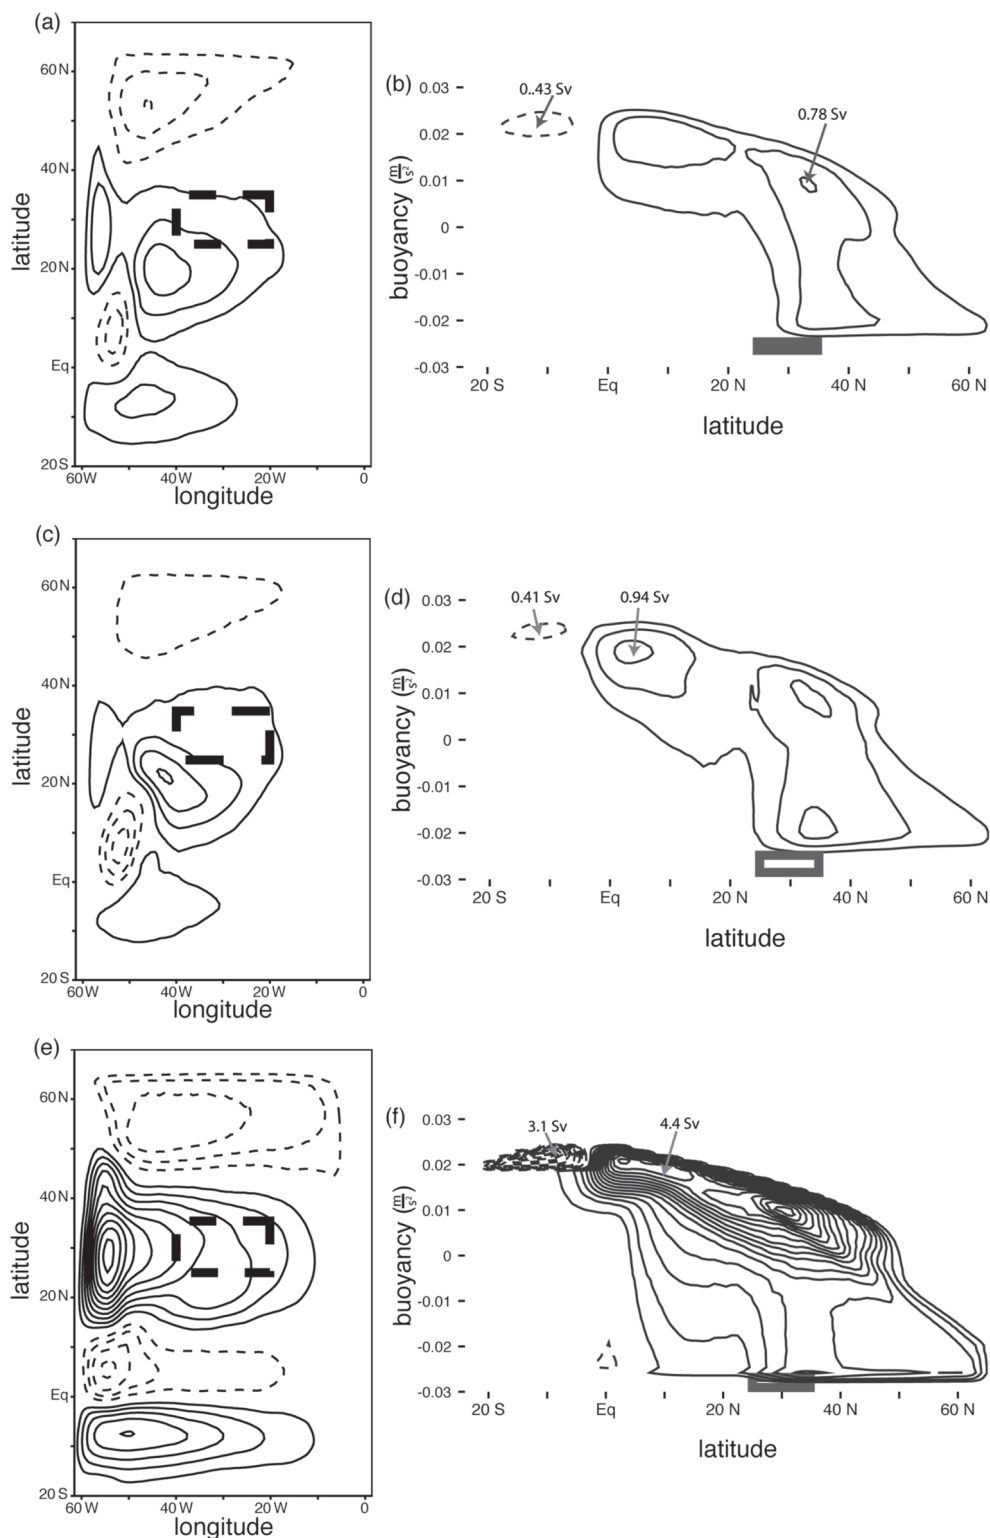 (a)
60N
40N
20N
Eq
20S
latitude
60W 40W 20W 0
longitude
(b)
0..43 Sv
0.78 Sv
0.03
0.02
0.01
0
-0.01
-0.02
-0.03
buoyancy (m/s²)
20 S Eq 20 N 40 N 60 N
latitude
(c)
60N
40N
20N
Eq
20S
latitude
60W 40W 20W 0
longitude
(d)
0.41 Sv
0.94 Sv
0.03
0.02
0.01
0
-0.01
-0.02
-0.03
buoyancy (m/s²)
20 S Eq 20 N 40 N 60 N
latitude
(e)
60N
40N
20N
Eq
20S
latitude
60W 40W 20W 0
longitude
(f)
3.1 Sv
4.4 Sv
0.03
0.02
0.01
0
-0.01
-0.02
-0.03
buoyancy (m/s²)
20 S Eq 20 N 40 N 60 N
latitude